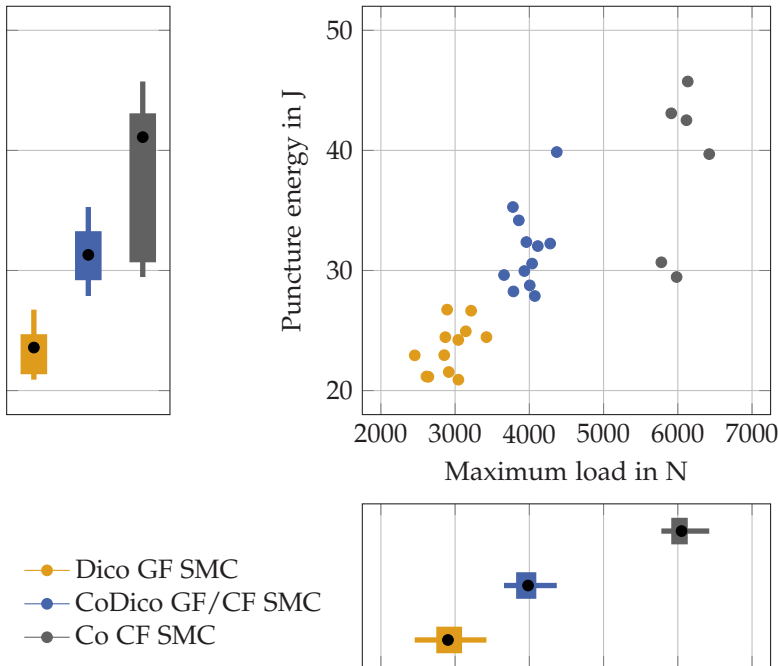 50
40
30
20
Puncture energy in J
2000 3000 4000 5000 6000 7000
Maximum load in N
Dico GF SMC
CoDico GF/CF SMC
Co CF SMC